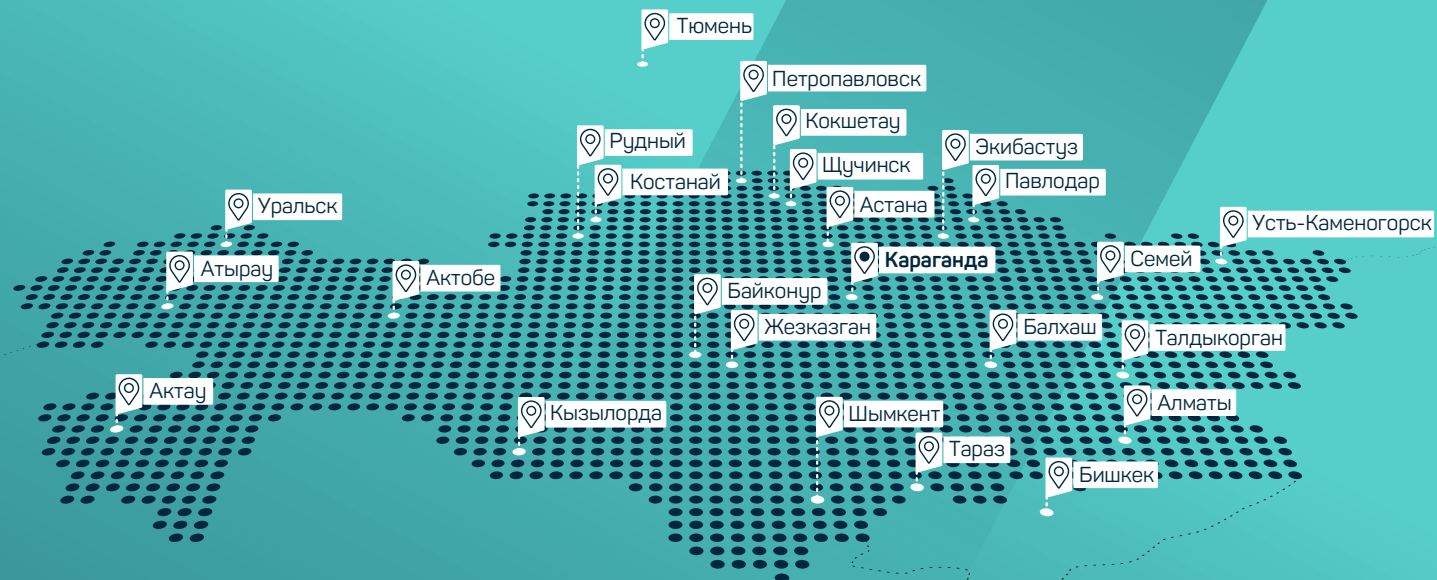 Тюмень
Петропавловск
Кокшетау
Рудный
Экибастуз
Щучинск
Костанай
Павлодар
Астана
Уральск
Усть-Каменогорск
Караганда
Семей
Атырау
Актобе
Байконур
Жезказган
Балхаш
Талдыкорган
Актау
Алматы
Кызылорда
Шымкент
Тараз
Бишкек